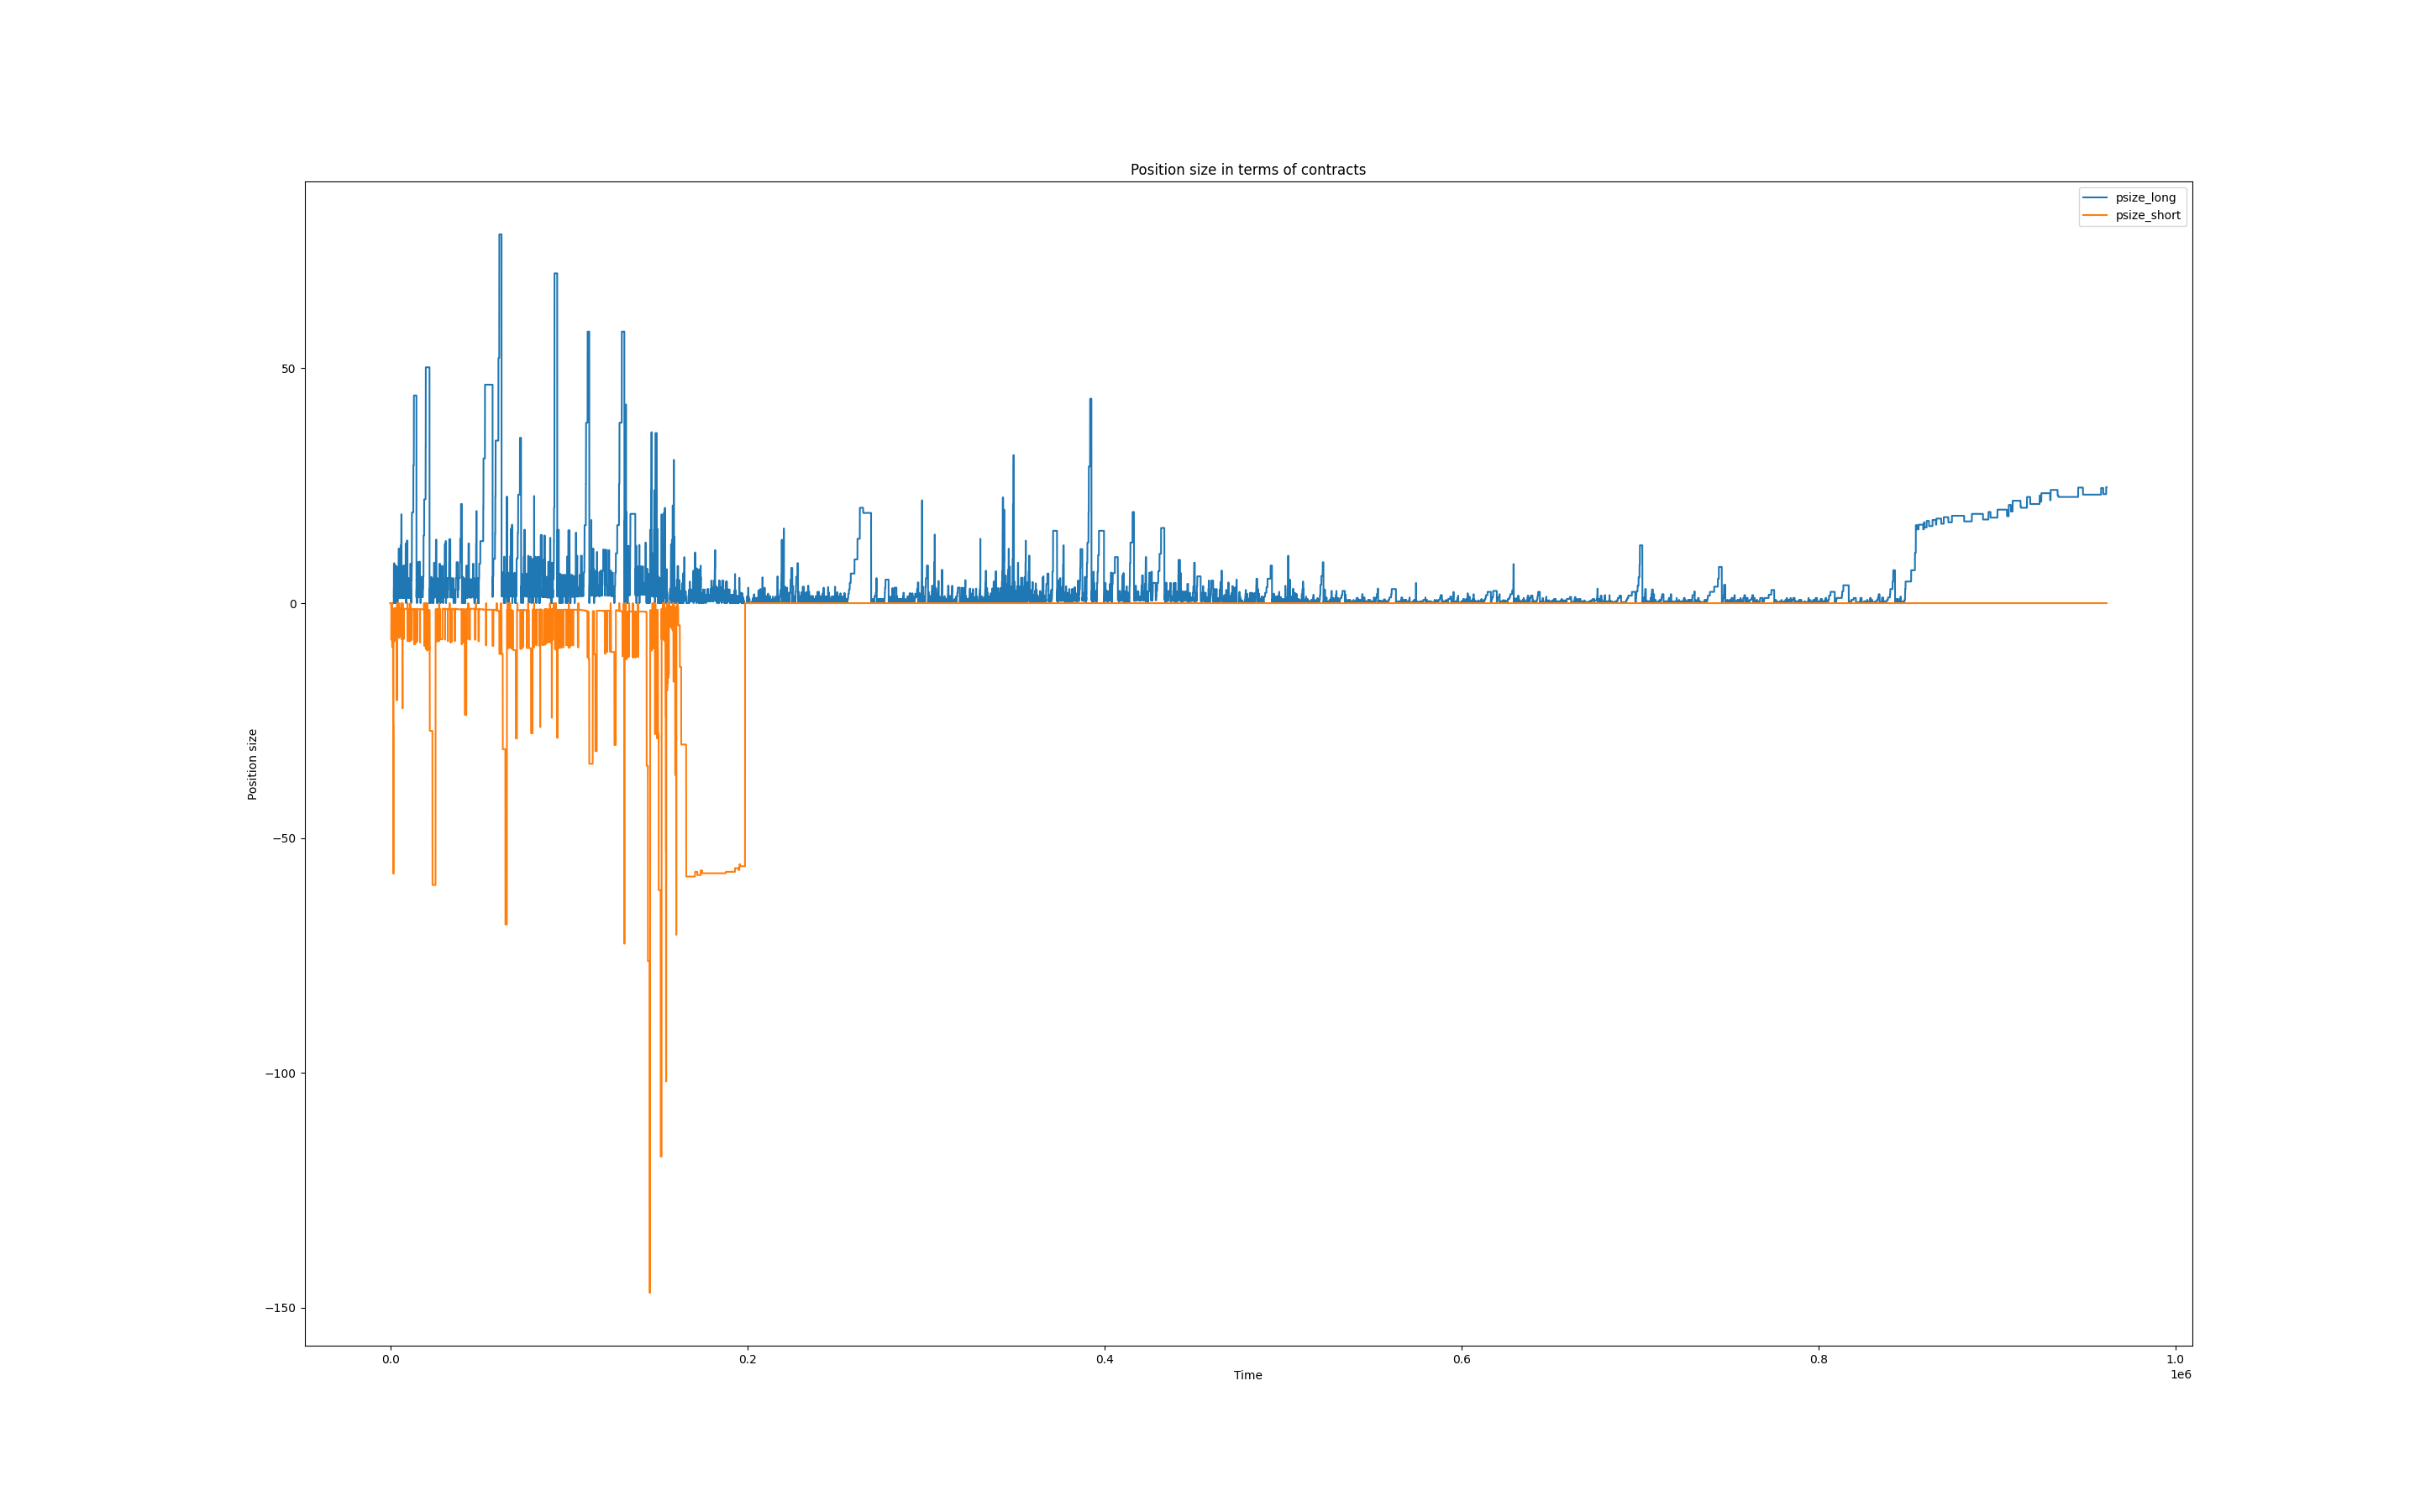 Position size in terms of contracts
psize_long
psize_short
50
0
−50
−100
−150
Position size
0.0
0.2
0.4
0.6
0.8
1.0
1e6
Time